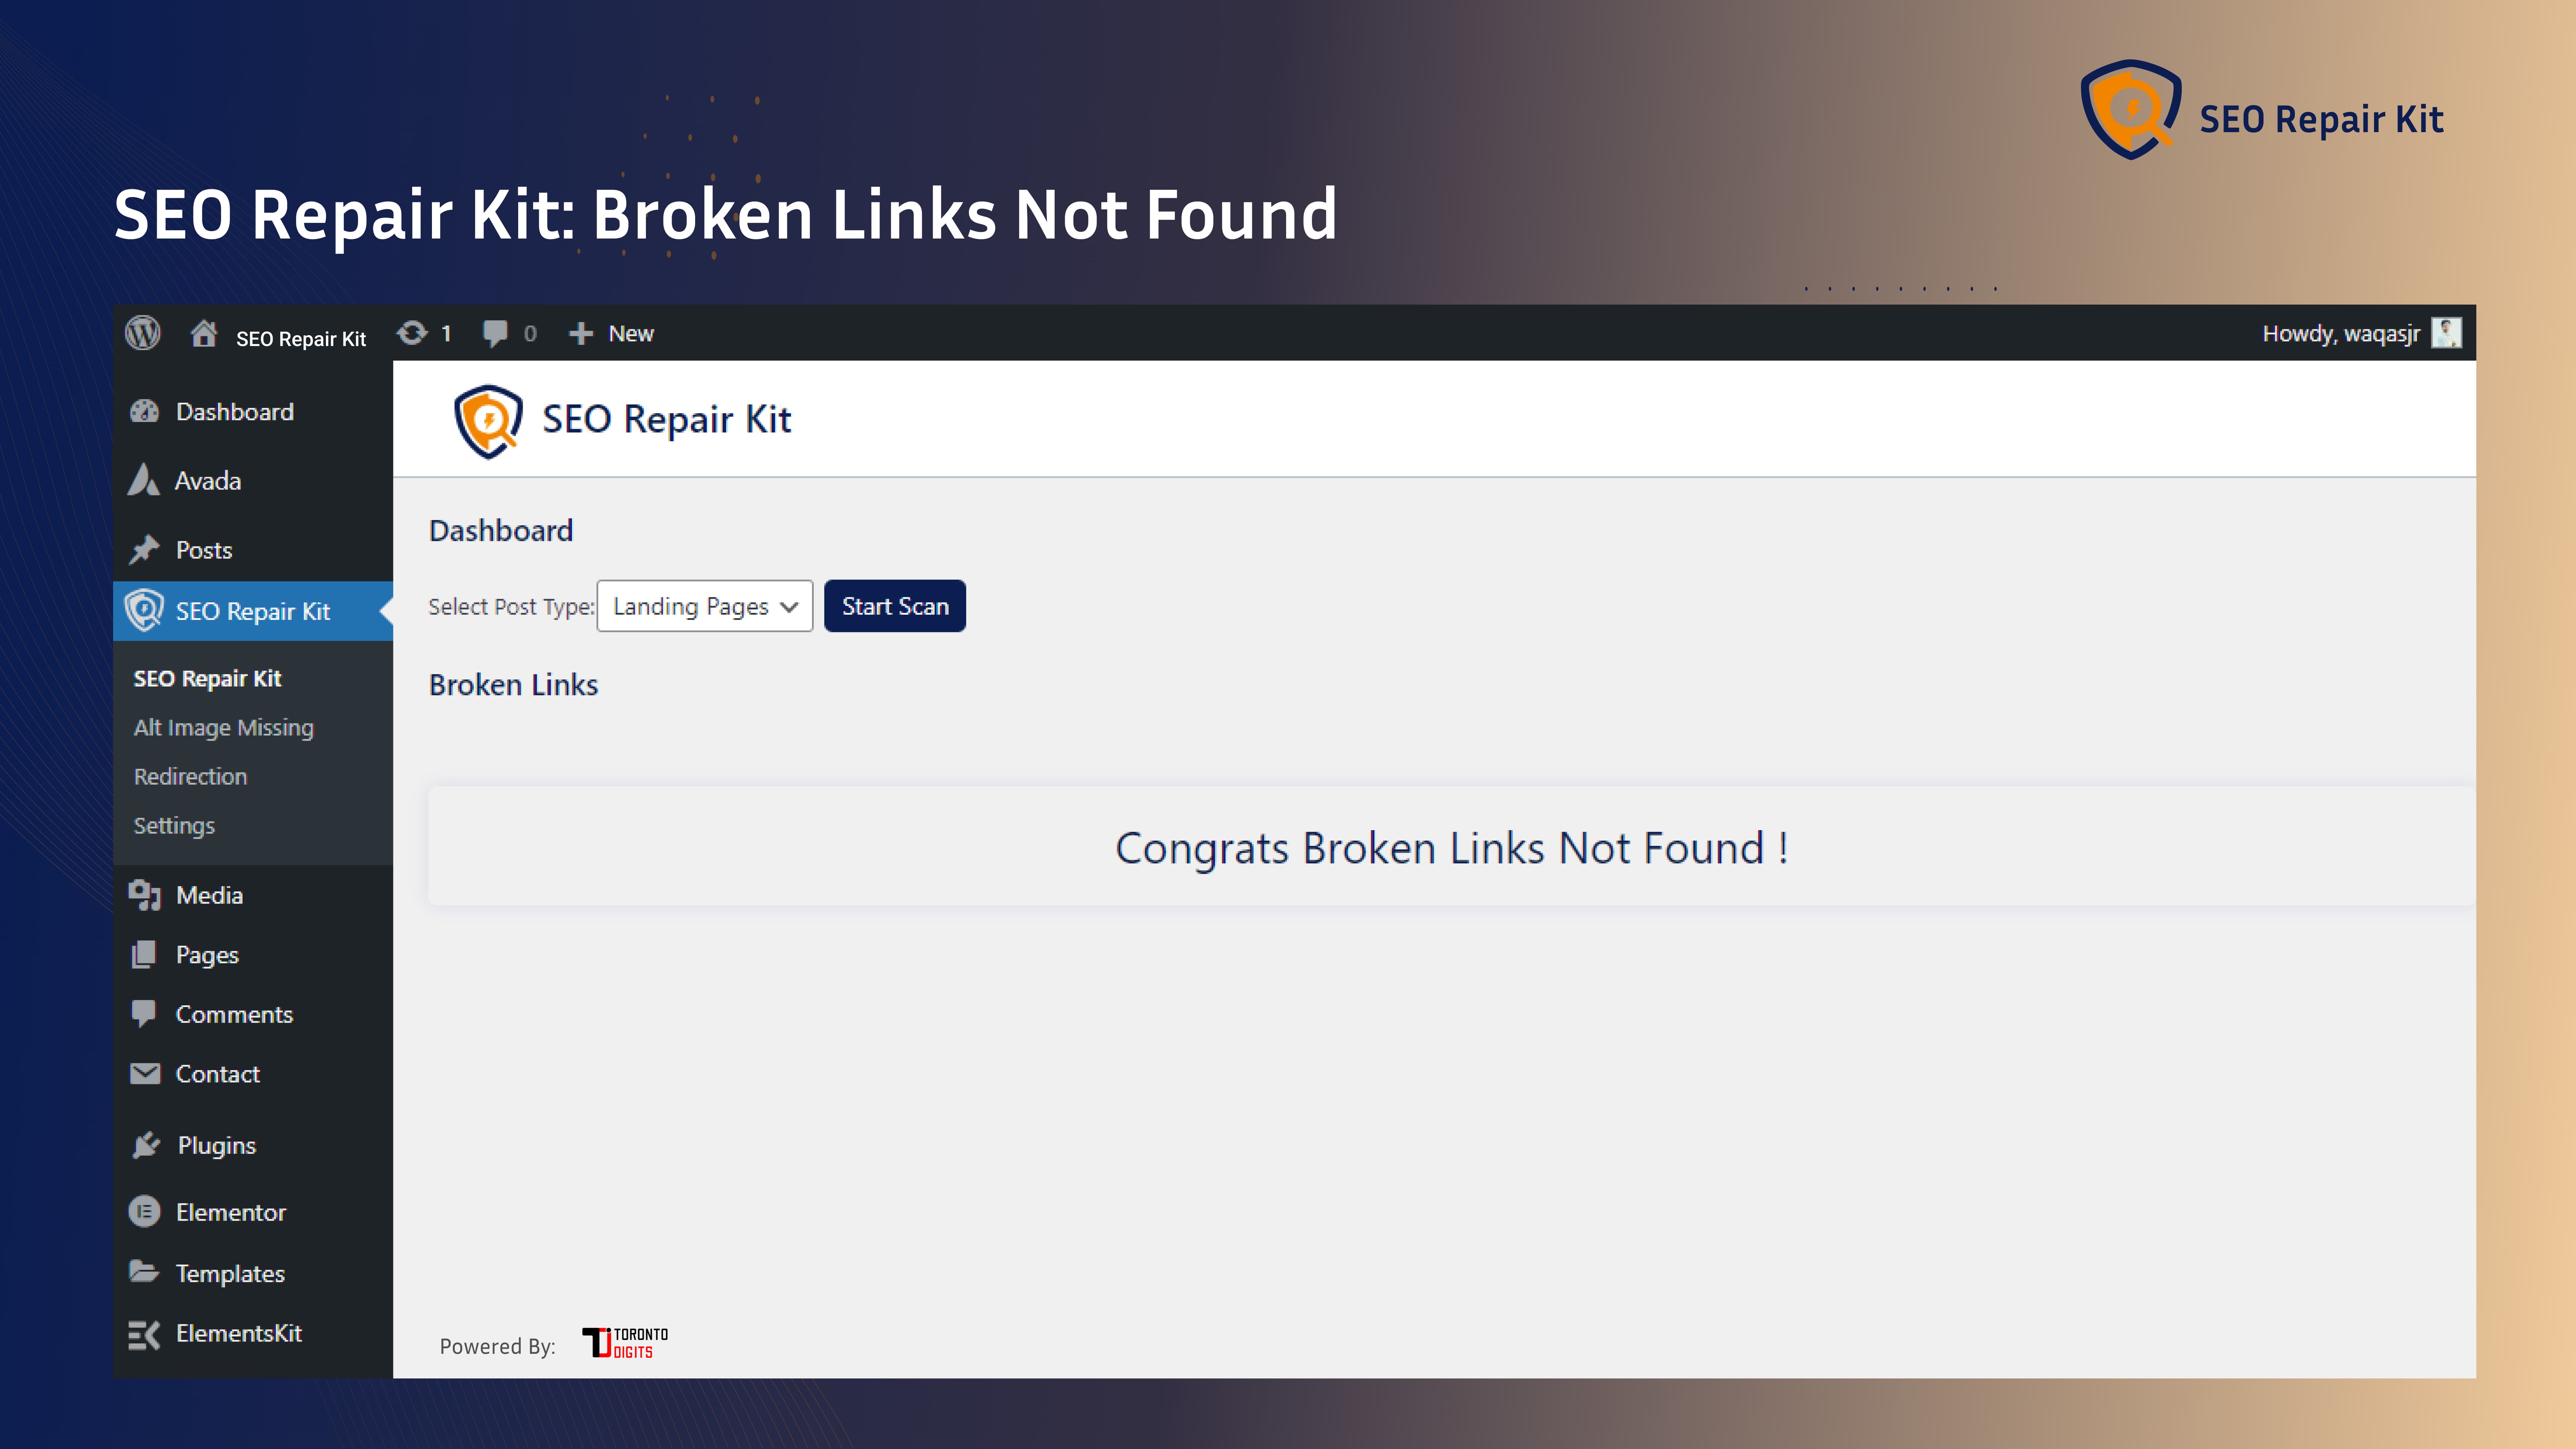 SEO Repair Kit
SEO Repair Kit: Broken Links Not Found
SEO Repair Kit 1 0 New Howdy, waqasjr
Dashboard
Avada
Posts
SEO Repair Kit
SEO Repair Kit
Alt Image Missing
Redirection
Settings
Media
Pages
Comments
Contact
Plugins
Elementor
Templates
ElementsKit
SEO Repair Kit
Dashboard
Select Post Type: Landing Pages Start Scan
Broken Links
Congrats Broken Links Not Found !
Powered By: TORONTO
DIGITS